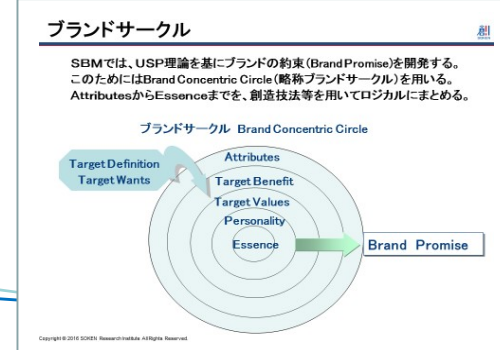 ブランドサークル
SBMでは、USP理論を基にブランドの約束(Brand Promise)を開発する。
このためにはBrand Concentric Circle(略称ブランドサークル)を用いる。
AttributesからEssenceまでを、創造技法等を用いてロジカルにまとめる。
ブランドサークル Brand Concentric Circle
Target Definition
Target Wants
Attributes
Target Benefit
Target Values
Personality
Essence
Brand Promise
Copyright © 2016 SOKEN Research Institute All Rights Reserved.